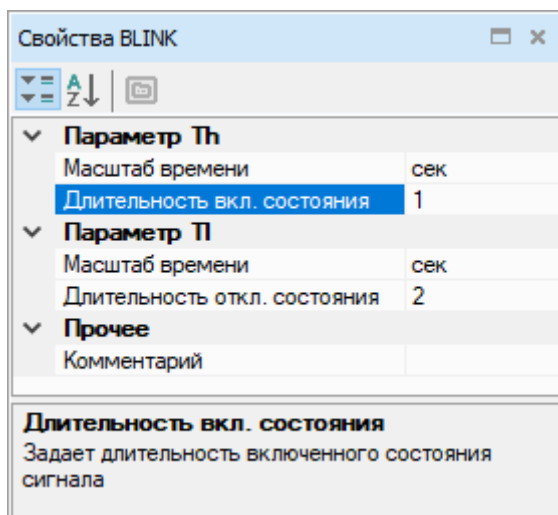 Свойства BLINK
Параметр Th
Масштаб времени сек
Длительность вкл. состояния 1
Параметр Tl
Масштаб времени сек
Длительность откл. состояния 2
Прочее
Комментарий
Длительность вкл. состояния
Задает длительность включенного состояния
сигнала